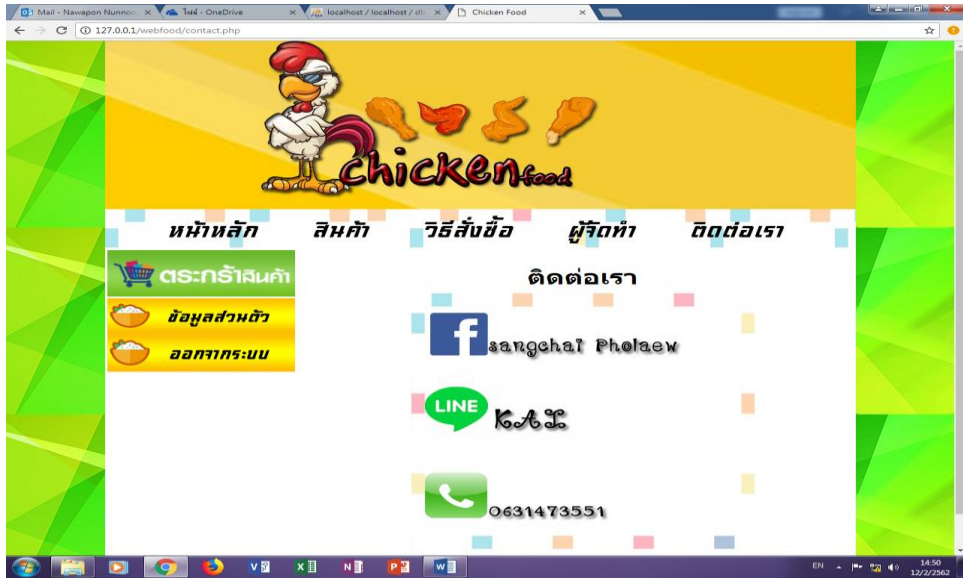 Mail - Nawapon Nunnoo
ไฟล์ - OneDrive
localhost / localhost / db
Chicken Food
127.0.0.1/webfood/contact.php
chicken food
หน้าหลัก สินค้า วิธีสั่งซื้อ ผู้จัดทำ ติดต่อเรา
ตระกร้าสินค้า
ข้อมูลส่วนตัว
ออกจากระบบ
ติดต่อเรา
sangchai Pholaew
LINE
KAI
0631473551
EN
14:50
12/2/2562